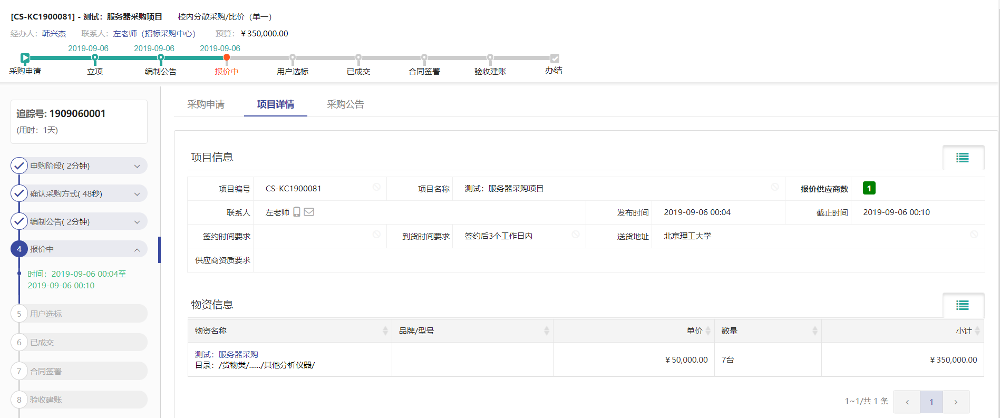 [CS-KC1900081] - 测试：服务器采购项目 校内分散采购/比价（单一）
经办人：韩兴杰 联系人：左老师（招标采购中心） 预算：￥350,000.00
2019-09-06 2019-09-06 2019-09-06
采购申请 立项 编制公告 报价中 用户选标 已成交 合同签署 验收建账 办结
追踪号: 1909060001
(用时：1天)
申购阶段( 2分钟)
确认采购方式( 48秒)
编制公告( 2分钟)
4 报价中
时间：2019-09-06 00:04至
2019-09-06 00:10
5 用户选标
6 已成交
7 合同签署
8 验收建账
采购申请 项目详情 采购公告
项目信息
项目编号 CS-KC1900081 项目名称 测试：服务器采购项目 报价供应商数 1
联系人 左老师 发布时间 2019-09-06 00:04 截止时间 2019-09-06 00:10
签约时间要求 到货时间要求 签约后3个工作日内 送货地址 北京理工大学
供应商资质要求
物资信息
物资名称 品牌/型号 单价 数量 小计
测试：服务器采购
目录：/货物类/....../其他分析仪器/
￥50,000.00 7台 ￥350,000.00
1~1/共 1 条 ‹ 1 ›